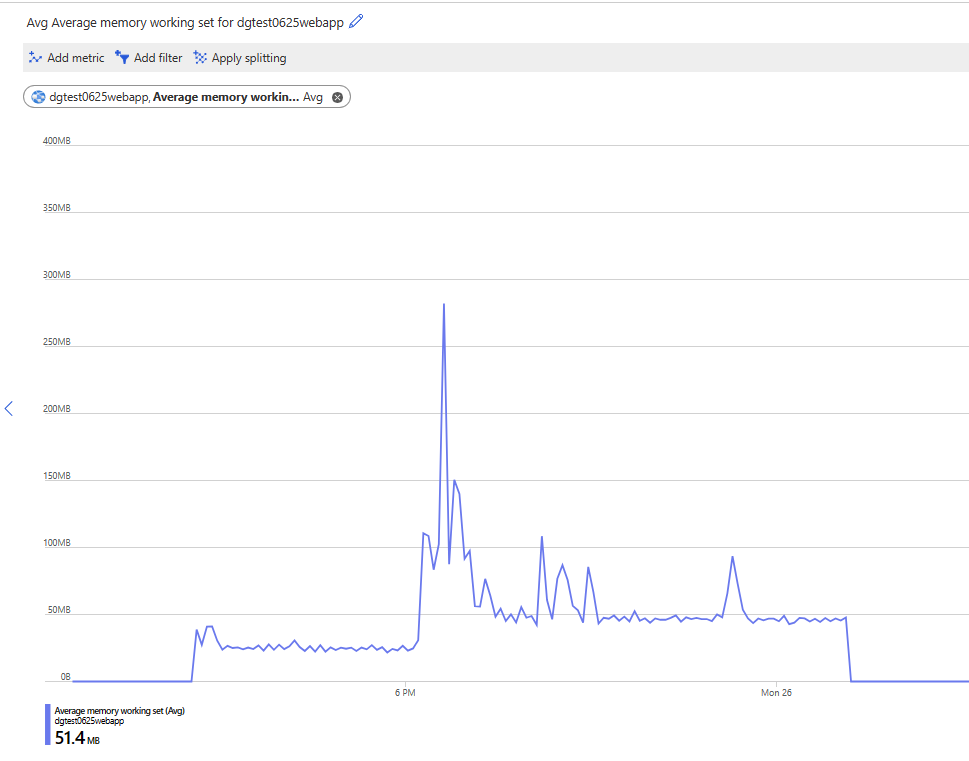 Avg Average memory working set for dgtest0625webapp
Add metric Add filter Apply splitting
dgtest0625webapp, Average memory workin... Avg
400MB
350MB
300MB
250MB
200MB
150MB
100MB
50MB
0B
6 PM Mon 26
Average memory working set (Avg)
dgtest0625webapp
51.4 MB